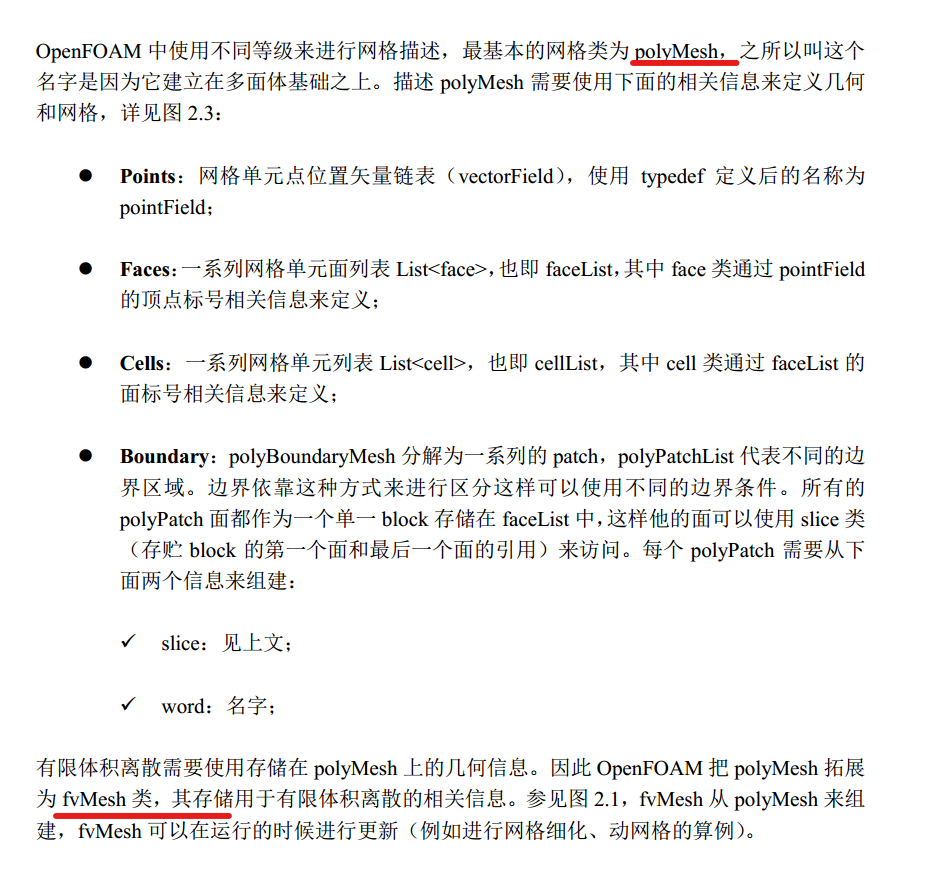 OpenFOAM 中使用不同等级来进行网格描述，最基本的网格类为 polyMesh，之所以叫这个
名字是因为它建立在多面体基础之上。描述 polyMesh 需要使用下面的相关信息来定义几何
和网格，详见图 2.3：
● Points：网格单元点位置矢量链表（vectorField），使用 typedef 定义后的名称为
pointField；
● Faces：一系列网格单元面列表 List<face>，也即 faceList，其中 face 类通过 pointField
的顶点标号相关信息来定义；
● Cells：一系列网格单元列表 List<cell>，也即 cellList，其中 cell 类通过 faceList 的
面标号相关信息来定义；
● Boundary：polyBoundaryMesh 分解为一系列的 patch，polyPatchList 代表不同的边
界区域。边界依靠这种方式来进行区分这样可以使用不同的边界条件。所有的
polyPatch 面都作为一个单一 block 存储在 faceList 中，这样他的面可以使用 slice 类
（存贮 block 的第一个面和最后一个面的引用）来访问。每个 polyPatch 需要从下
面两个信息来组建：
✓ slice：见上文；
✓ word：名字；
有限体积离散需要使用存储在 polyMesh 上的几何信息。因此 OpenFOAM 把 polyMesh 拓展
为 fvMesh 类，其存储用于有限体积离散的相关信息。参见图 2.1，fvMesh 从 polyMesh 来组
建，fvMesh 可以在运行的时候进行更新（例如进行网格细化、动网格的算例）。